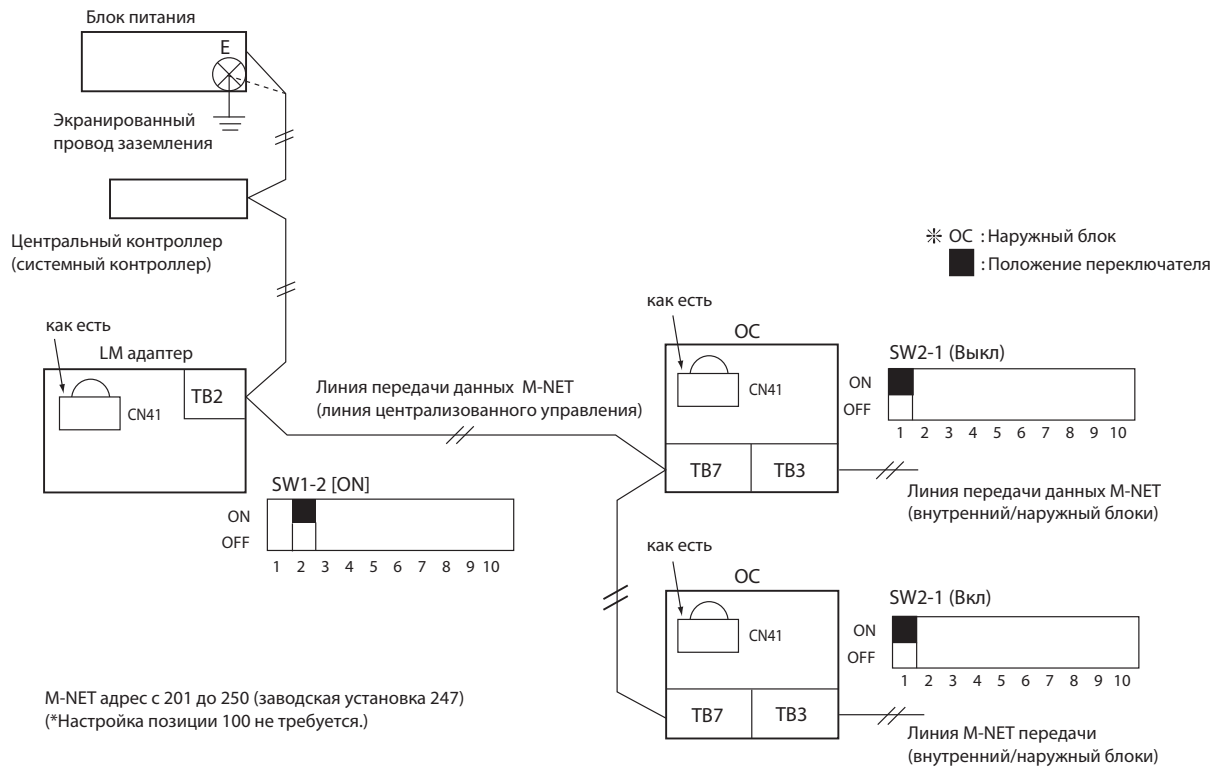 Блок питания
E
Экранированный
провод заземления
Центральный контроллер
(системный контроллер)
как есть
LM адаптер
TB2
CN41
SW1-2 [ON]
ON
OFF
1 2 3 4 5 6 7 8 9 10
Линия передачи данных M-NET
(линия централизованного управления)
✳ OC : Наружный блок
: Положение переключателя
как есть
OC
CN41
TB7
TB3
SW2-1 (Выкл)
ON
OFF
1 2 3 4 5 6 7 8 9 10
Линия передачи данных M-NET
(внутренний/наружный блоки)
как есть
OC
CN41
TB7
TB3
SW2-1 (Вкл)
ON
OFF
1 2 3 4 5 6 7 8 9 10
Линия M-NET передачи
(внутренний/наружный блоки)
M-NET адрес с 201 до 250 (заводская установка 247)
(*Настройка позиции 100 не требуется.)